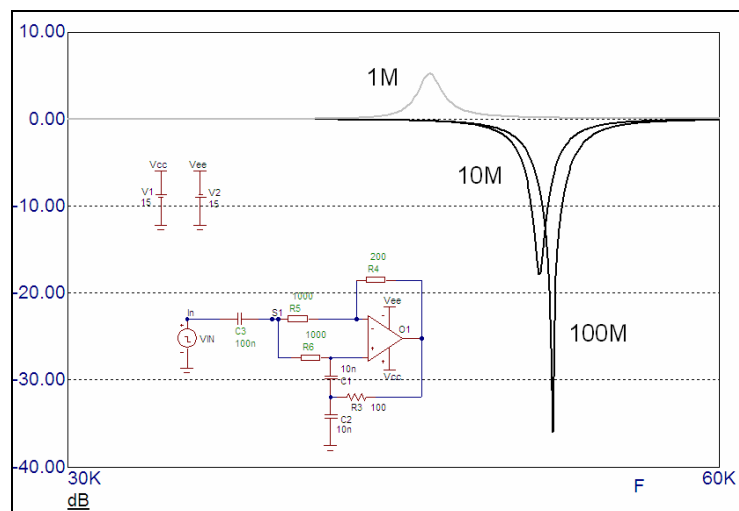 10.00
1M
0.00
Vcc Vee
V1
15
V2
15
10M
-10.00
-20.00
200
R4
1000
R5
Vee
In
S1
O1
VIN
C3
100n
1000
R6
Vcc
100M
-30.00
10n
C1
R3 100
C2
10n
-40.00
30K
F
60K
dB